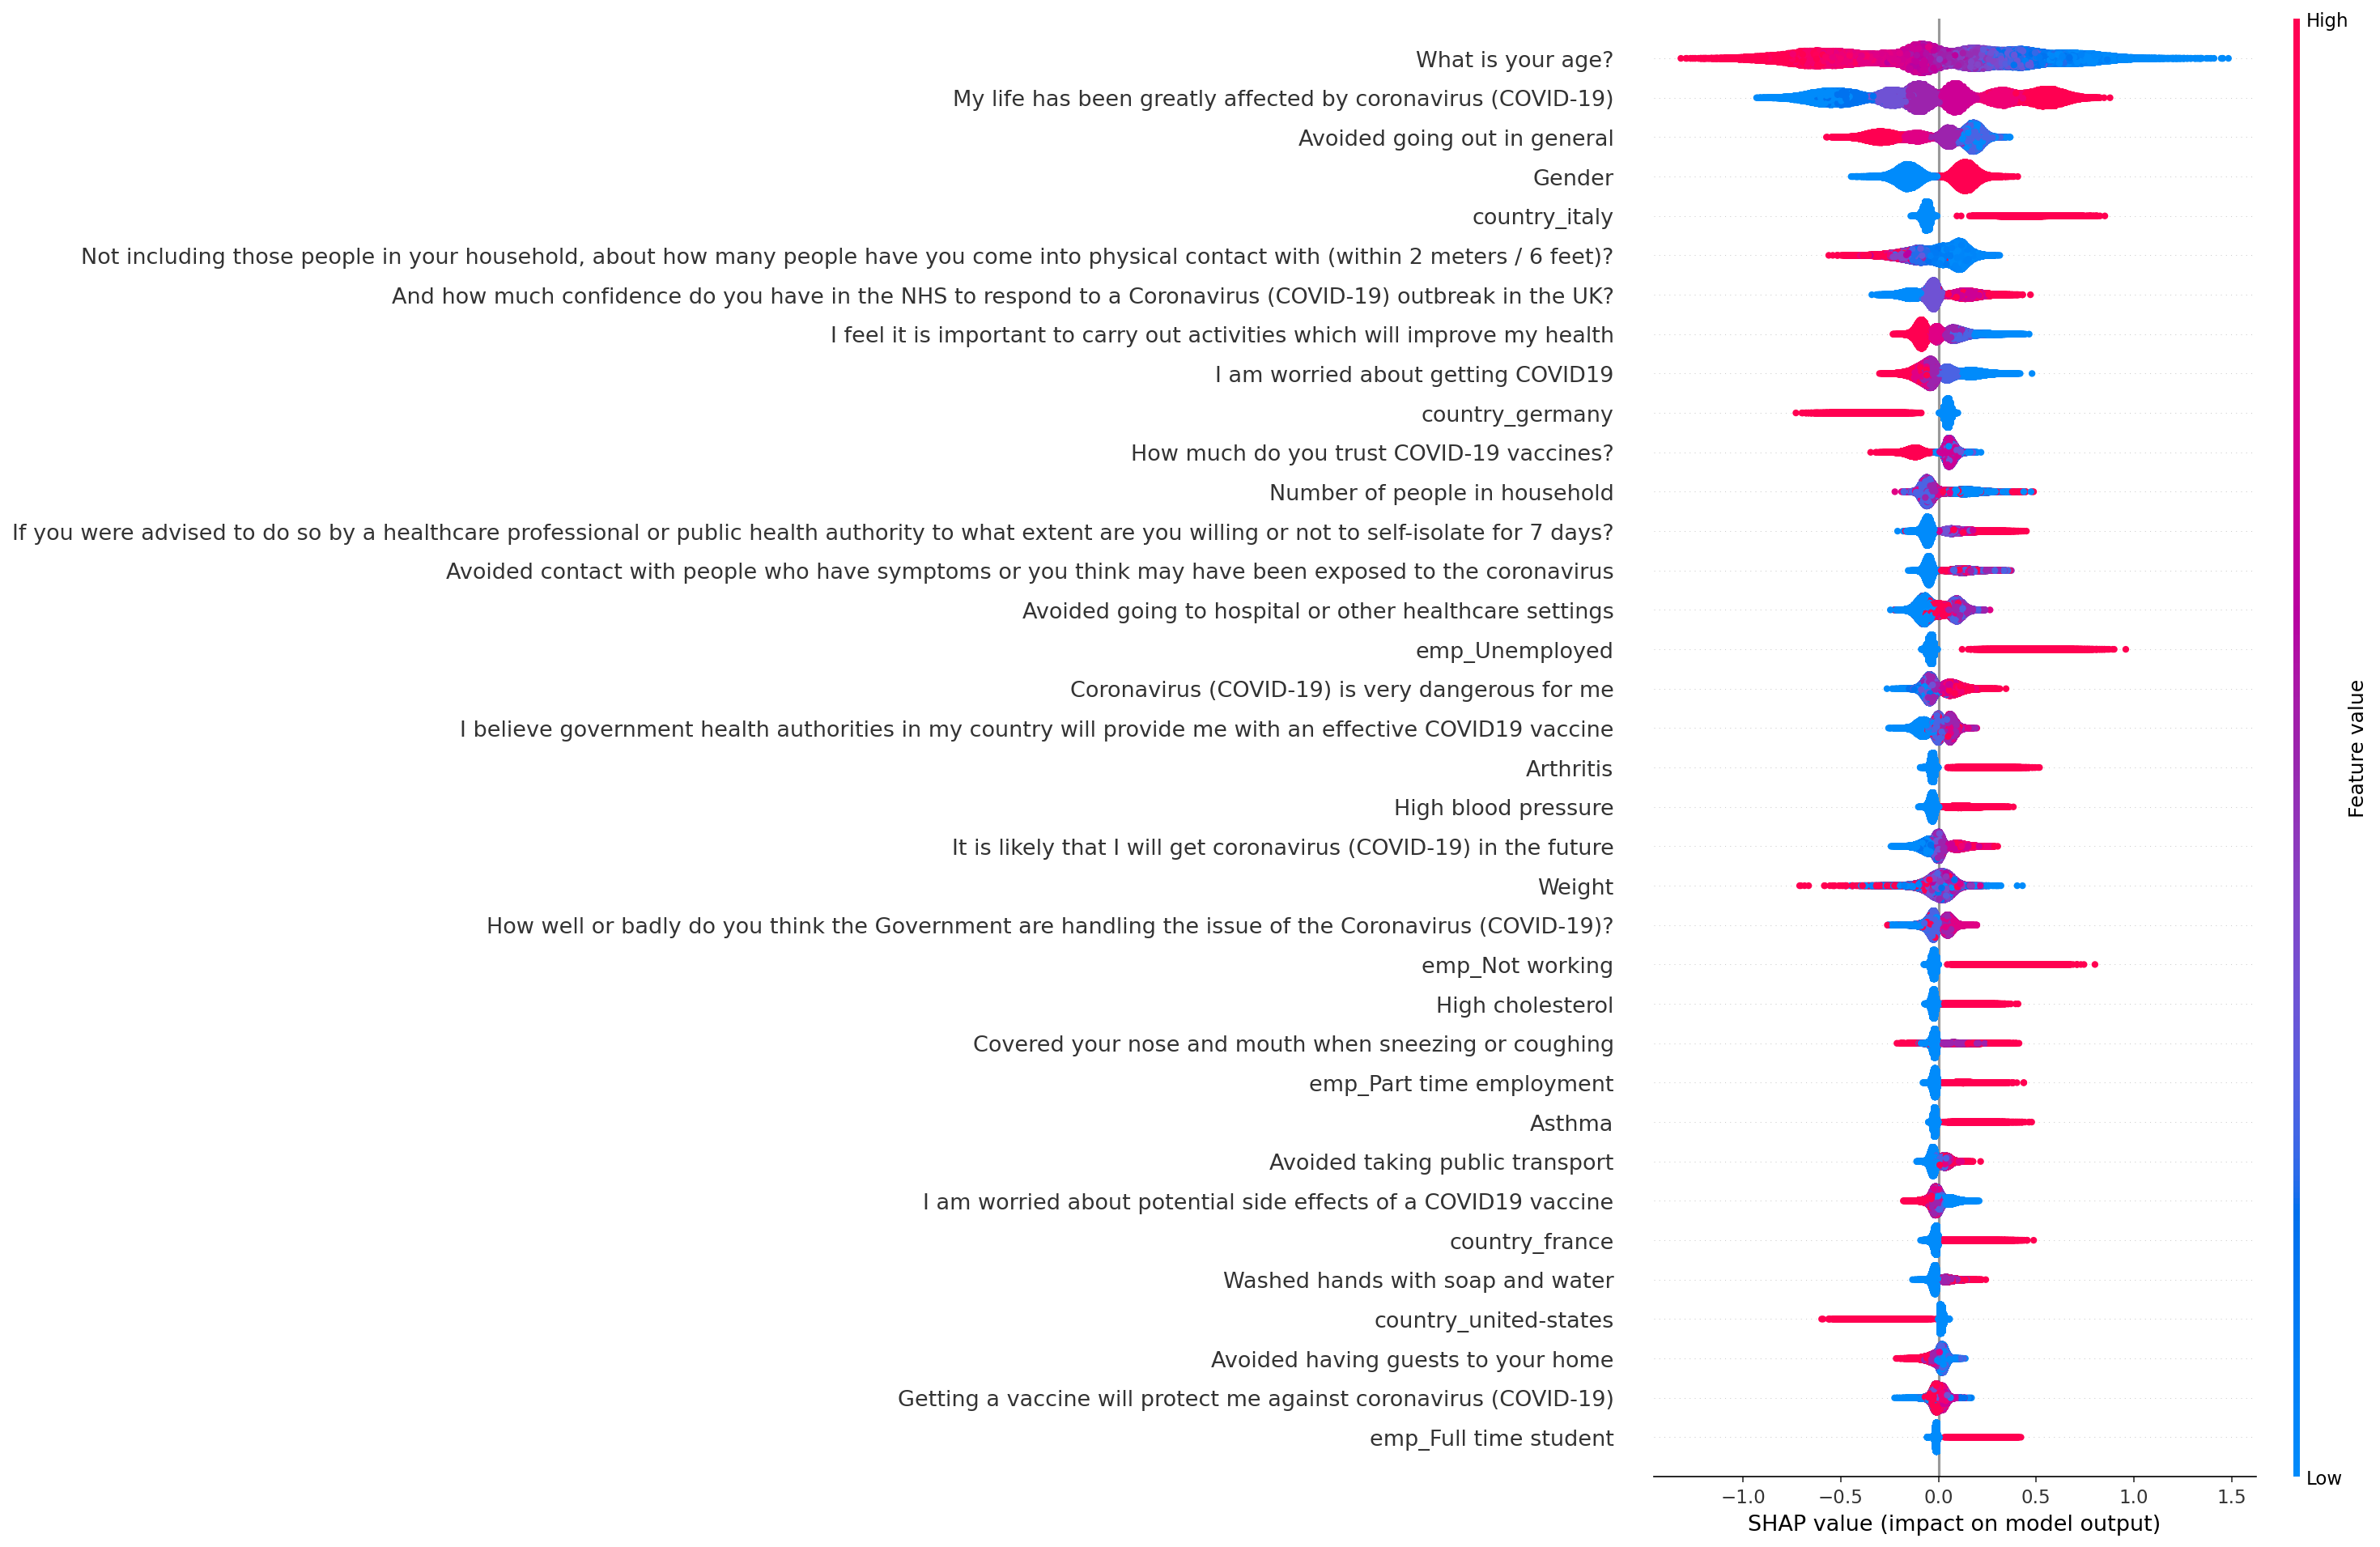 High
What is your age?
My life has been greatly affected by coronavirus (COVID-19)
Avoided going out in general
Gender
country_italy
Not including those people in your household, about how many people have you come into physical contact with (within 2 meters / 6 feet)?
And how much confidence do you have in the NHS to respond to a Coronavirus (COVID-19) outbreak in the UK?
I feel it is important to carry out activities which will improve my health
I am worried about getting COVID19
country_germany
How much do you trust COVID-19 vaccines?
Number of people in household
If you were advised to do so by a healthcare professional or public health authority to what extent are you willing or not to self-isolate for 7 days?
Avoided contact with people who have symptoms or you think may have been exposed to the coronavirus
Avoided going to hospital or other healthcare settings
emp_Unemployed
Coronavirus (COVID-19) is very dangerous for me
I believe government health authorities in my country will provide me with an effective COVID19 vaccine
Arthritis
High blood pressure
It is likely that I will get coronavirus (COVID-19) in the future
Weight
How well or badly do you think the Government are handling the issue of the Coronavirus (COVID-19)?
emp_Not working
High cholesterol
Covered your nose and mouth when sneezing or coughing
emp_Part time employment
Asthma
Avoided taking public transport
I am worried about potential side effects of a COVID19 vaccine
country_france
Washed hands with soap and water
country_united-states
Avoided having guests to your home
Getting a vaccine will protect me against coronavirus (COVID-19)
emp_Full time student
Feature value
Low
−1.0 −0.5 0.0 0.5 1.0 1.5
SHAP value (impact on model output)